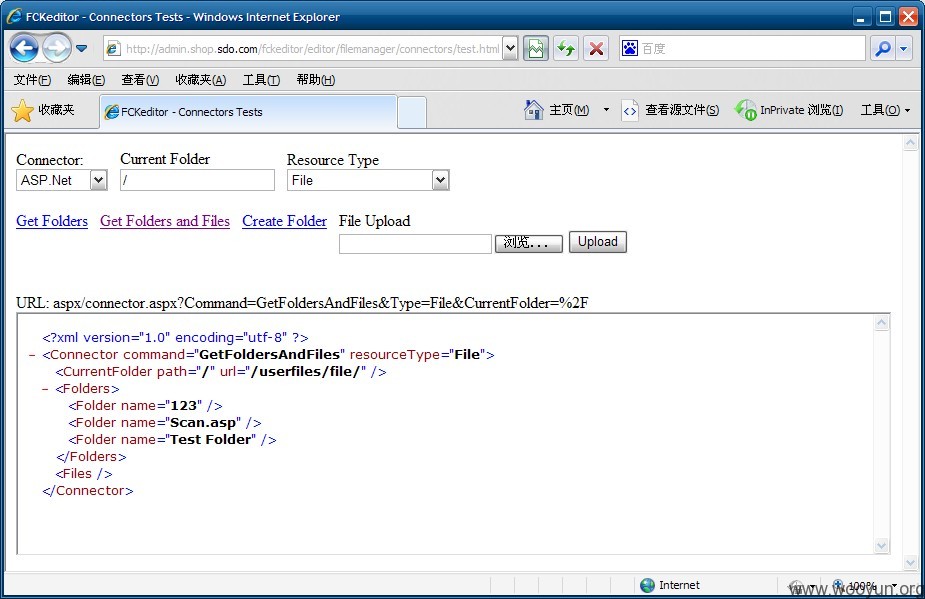 FCKeditor - Connectors Tests - Windows Internet Explorer
http://admin.shop.sdo.com/fckeditor/editor/filemanager/connectors/test.html
百度
文件(F) 编辑(E) 查看(V) 收藏夹(A) 工具(T) 帮助(H)
收藏夹 FCKeditor - Connectors Tests 主页(M) 查看源文件(S) InPrivate 浏览(I) 工具(O)
Connector: Current Folder Resource Type
ASP.Net / File
Get Folders Get Folders and Files Create Folder File Upload
浏览... Upload
URL: aspx/connector.aspx?Command=GetFoldersAndFiles&Type=File&CurrentFolder=%2F
<?xml version="1.0" encoding="utf-8" ?>
- <Connector command="GetFoldersAndFiles" resourceType="File">
<CurrentFolder path="/" url="/userfiles/file/" />
- <Folders>
<Folder name="123" />
<Folder name="Scan.asp" />
<Folder name="Test Folder" />
</Folders>
<Files />
</Connector>
Internet 100%
www.wooyun.org